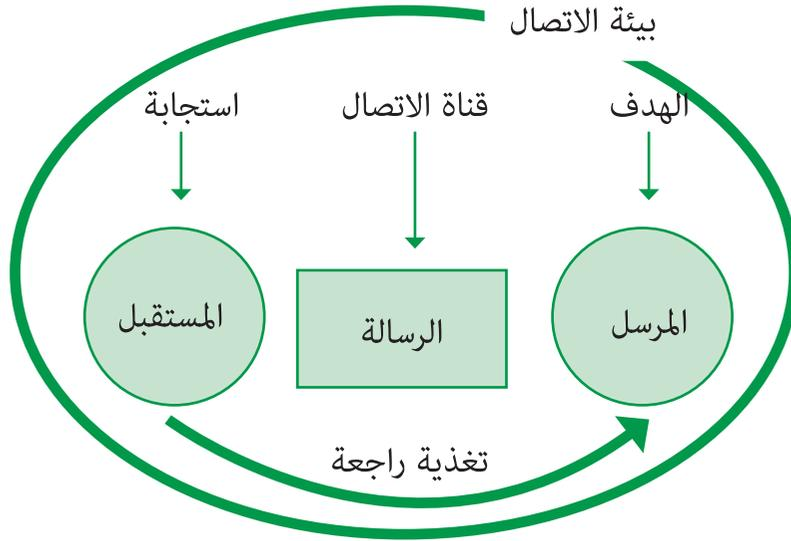 بيئة الاتصال
الهدف
قناة الاتصال
استجابة
المرسل
الرسالة
المستقبل
تغذية راجعة